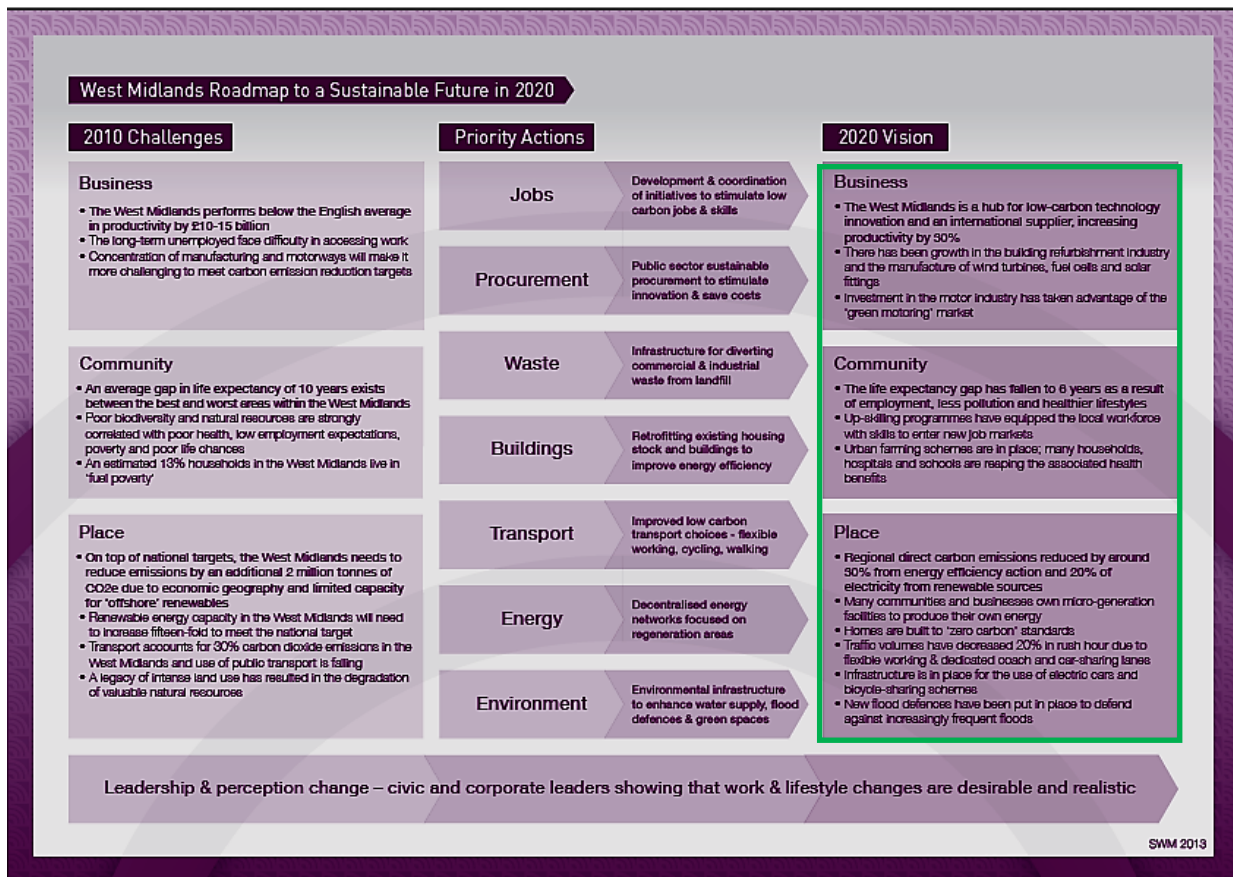 West Midlands Roadmap to a Sustainable Future in 2020
2010 Challenges
Business
• The West Midlands performs below the English average
in productivity by £10-15 billion
• The long-term unemployed face difficulty in accessing work
• Concentration of manufacturing and motorways will make it
more challenging to meet carbon emission reduction targets
Community
• An average gap in life expectancy of 10 years exists
between the best and worst areas within the West Midlands
• Poor biodiversity and natural resources are strongly
correlated with poor health, low employment expectations,
poverty and poor life chances
• An estimated 13% households in the West Midlands live in
'fuel poverty'
Place
• On top of national targets, the West Midlands needs to
reduce emissions by an additional 2 million tonnes of
CO2e due to economic geography and limited capacity
for 'offshore' renewables
• Renewable energy capacity in the West Midlands will need
to increase fifteen-fold to meet the national target
• Transport accounts for 30% carbon dioxide emissions in the
West Midlands and use of public transport is falling
• A legacy of intense land use has resulted in the degradation
of valuable natural resources
Priority Actions
Jobs
Development & coordination
of initiatives to stimulate low
carbon jobs & skills
Procurement
Public sector sustainable
procurement to stimulate
innovation & save costs
Waste
Infrastructure for diverting
commercial & industrial
waste from landfill
Buildings
Retrofitting existing housing
stock and buildings to
improve energy efficiency
Transport
Improved low carbon
transport choices - flexible
working, cycling, walking
Energy
Decentralised energy
networks focused on
regeneration areas
Environment
Environmental infrastructure
to enhance water supply, flood
defences & green spaces
2020 Vision
Business
• The West Midlands is a hub for low-carbon technology
innovation and an international supplier, increasing
productivity by 30%
• There has been growth in the building refurbishment industry
and the manufacture of wind turbines, fuel cells and solar
fittings
• Investment in the motor industry has taken advantage of the
'green motoring' market
Community
• The life expectancy gap has fallen to 6 years as a result
of employment, less pollution and healthier lifestyles
• Up-skilling programmes have equipped the local workforce
with skills to enter new job markets
• Urban farming schemes are in place; many households,
hospitals and schools are reaping the associated health
benefits
Place
• Regional direct carbon emissions reduced by around
30% from energy efficiency action and 20% of
electricity from renewable sources
• Many communities and businesses own micro-generation
facilities to produce their own energy
• Homes are built to 'zero carbon' standards
• Traffic volumes have decreased 20% in rush hour due to
flexible working & dedicated coach and car-sharing lanes
• Infrastructure is in place for the use of electric cars and
bicycle-sharing schemes
• New flood defences have been put in place to defend
against increasingly frequent floods
Leadership & perception change – civic and corporate leaders showing that work & lifestyle changes are desirable and realistic
SWM 2013